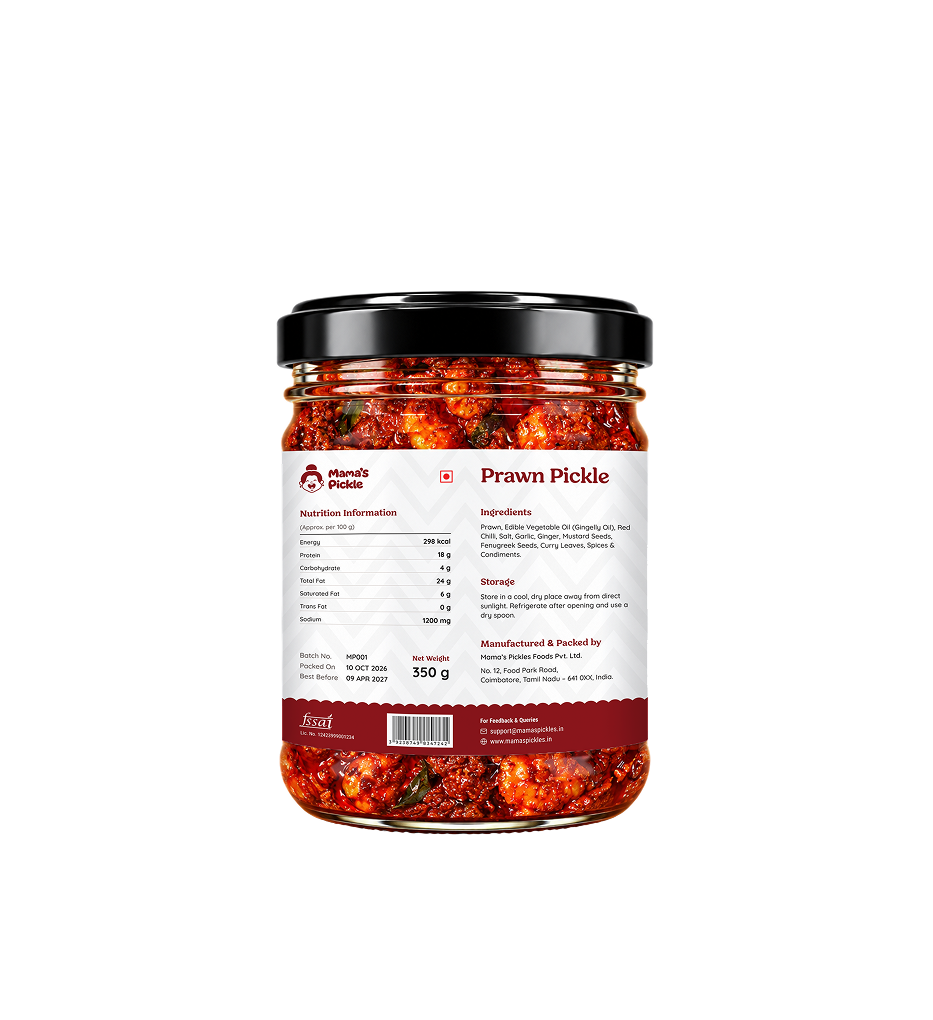 Mama's
Pickle
Nutrition Information
(Approx. per 100 g)
Energy 298 kcal
Protein 18 g
Carbohydrate 4 g
Total Fat 24 g
Saturated Fat 6 g
Trans Fat 0 g
Sodium 1200 mg
Batch No. MP001
Packed On 10 OCT 2026
Best Before 09 APR 2027
Net Weight
350 g
fssai
Lic. No. 12423999001234
Prawn Pickle
Ingredients
Prawn, Edible Vegetable Oil (Gingelly Oil), Red
Chilli, Salt, Garlic, Ginger, Mustard Seeds,
Fenugreek Seeds, Curry Leaves, Spices &
Condiments.
Storage
Store in a cool, dry place away from direct
sunlight. Refrigerate after opening and use a
dry spoon.
Manufactured & Packed by
Mama's Pickles Foods Pvt. Ltd.
No. 12, Food Park Road,
Coimbatore, Tamil Nadu – 641 0XX, India.
For Feedback & Queries
support@mamaspickles.in
www.mamaspickles.in